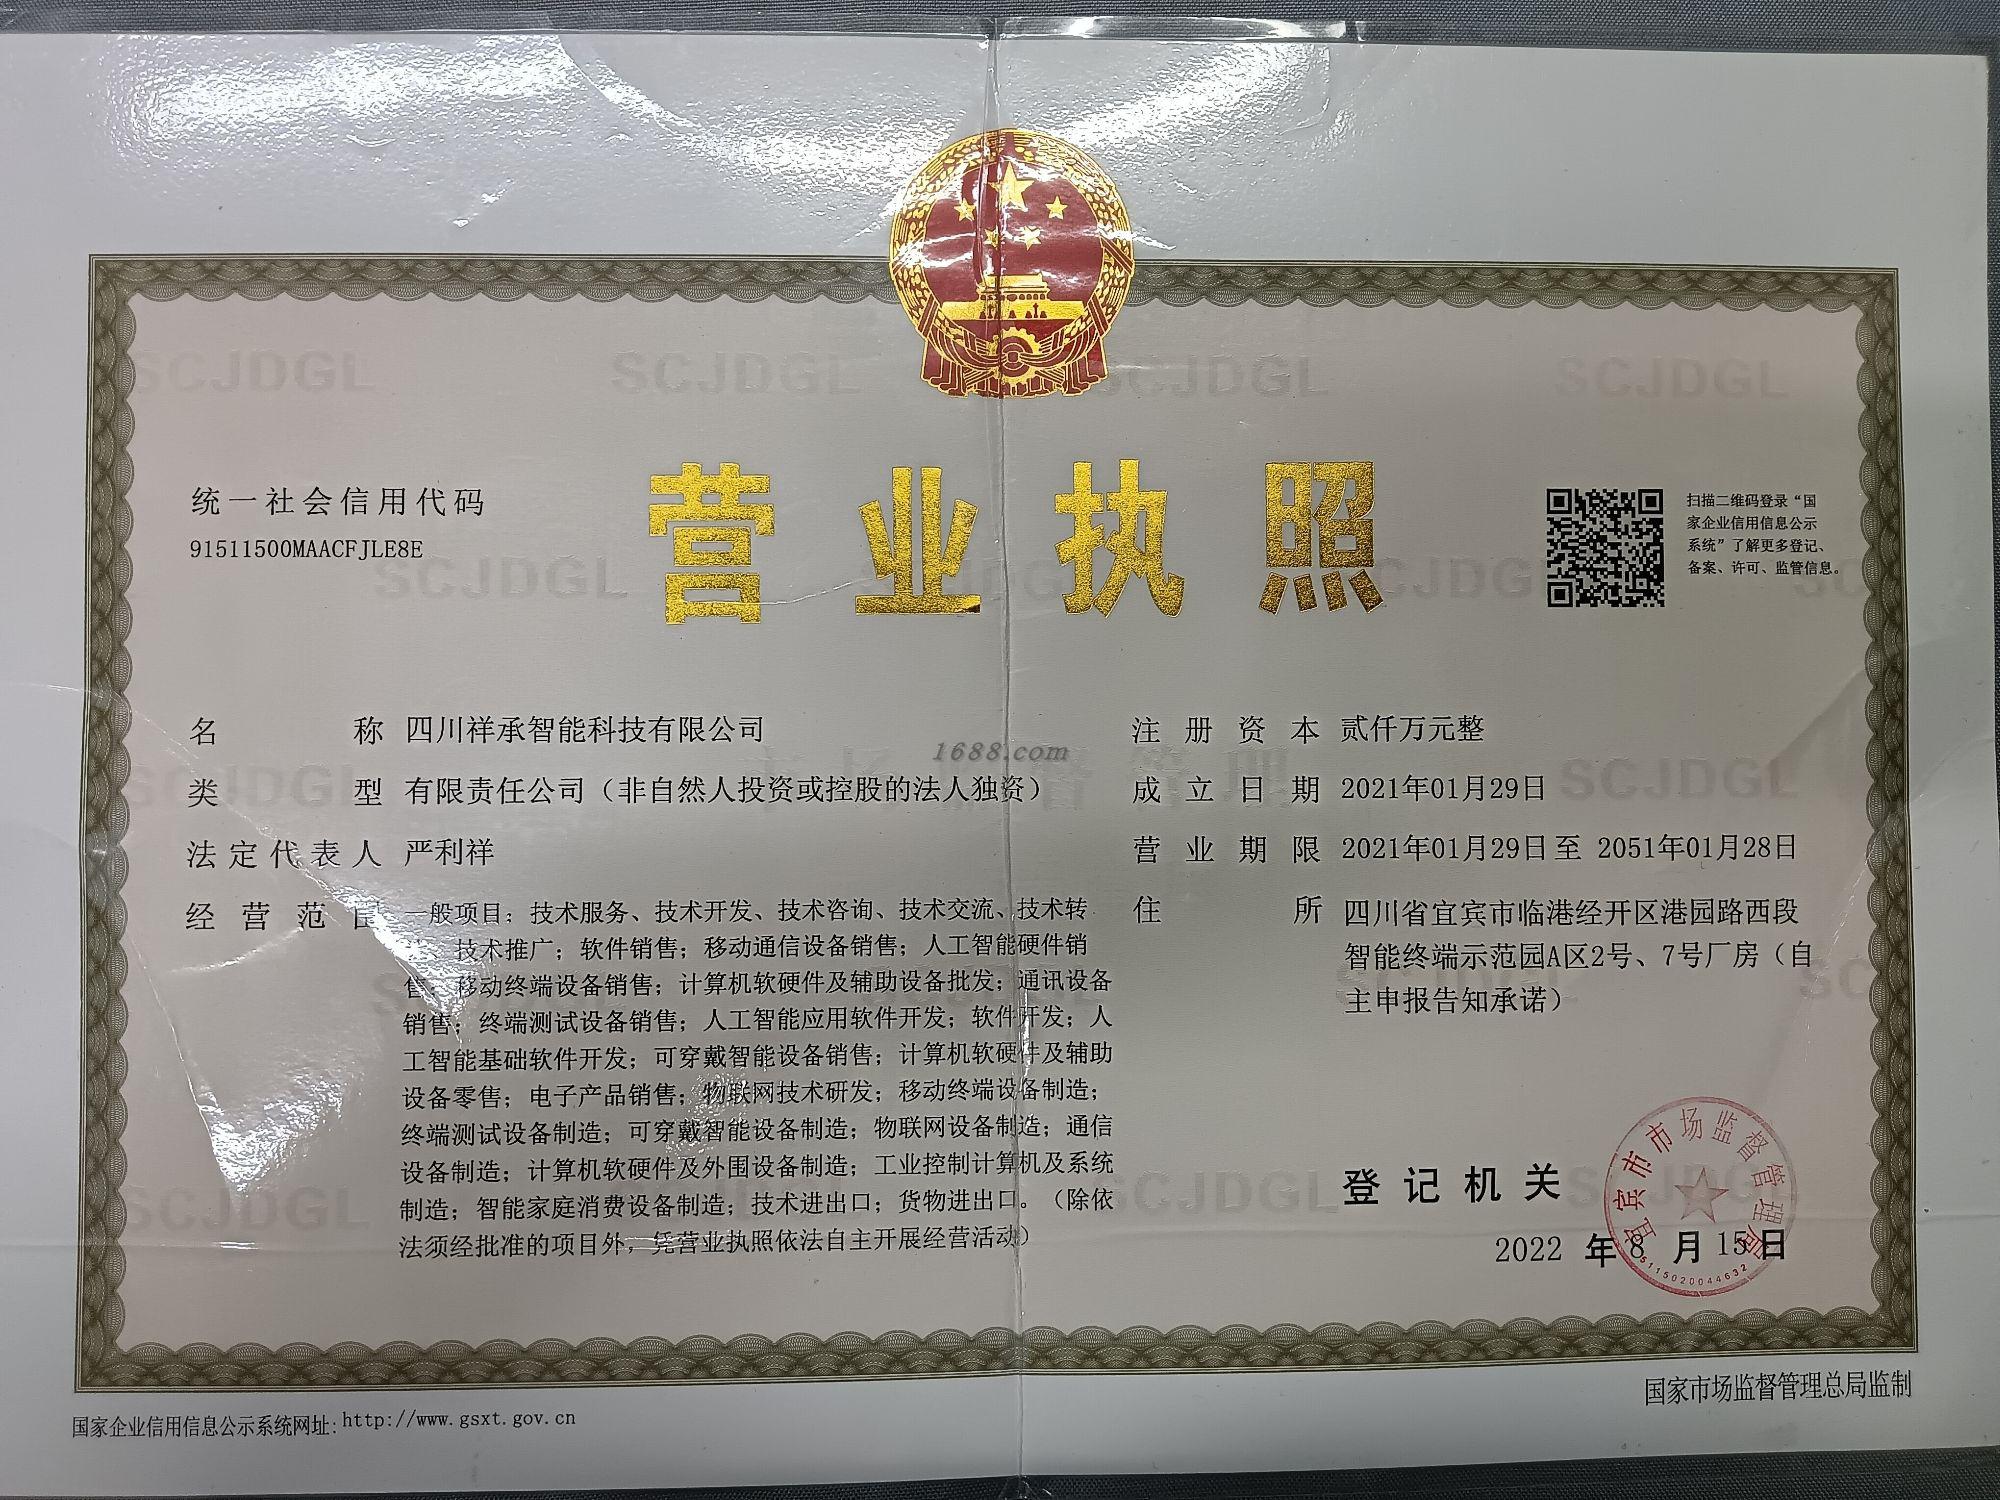 统一社会信用代码
91511500MAACFJLE8E
营业执照
扫描二维码登录“国
家企业信用信息公示
系统”了解更多登记、
备案、许可、监管信息。
名称 四川祥承智能科技有限公司
类型 有限责任公司（非自然人投资或控股的法人独资）
法定代表人 严利祥
经营范围 一般项目：技术服务、技术开发、技术咨询、技术交流、技术转
、技术推广；软件销售；移动通信设备销售；人工智能硬件销
售；移动终端设备销售；计算机软硬件及辅助设备批发；通讯设备
销售；终端测试设备销售；人工智能应用软件开发；软件开发；人
工智能基础软件开发；可穿戴智能设备销售；计算机软硬件及辅助
设备零售；电子产品销售；物联网技术研发；移动终端设备制造；
终端测试设备制造；可穿戴智能设备制造；物联网设备制造；通信
设备制造；计算机软硬件及外围设备制造；工业控制计算机及系统
制造；智能家庭消费设备制造；技术进出口；货物进出口。（除依
法须经批准的项目外，凭营业执照依法自主开展经营活动）
注册资本 贰仟万元整
成立日期 2021年01月29日
营业期限 2021年01月29日至 2051年01月28日
住所 四川省宜宾市临港经开区港园路西段
智能终端示范园A区2号、7号厂房（自
主申报告知承诺）
登记机关
2022 年 8 月 15 日
宜宾市市场监督管理局
5115020044632
国家企业信用信息公示系统网址：http://www.gsxt.gov.cn
国家市场监督管理总局监制
1688.com
SCJDGL
SCJDGL
SCJDGL
SCJDGL
SCJDGL
SCJDGL
SCJDGL
SCJDGL
SCJDGL
SCJDGL